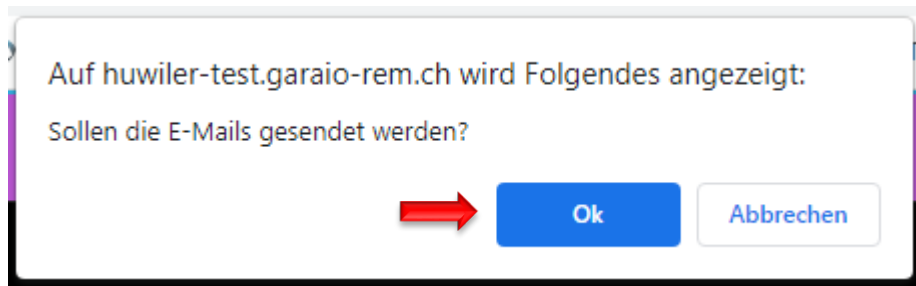 Auf huwiler-test.garaio-rem.ch wird Folgendes angezeigt:
Sollen die E-Mails gesendet werden?
Ok Abbrechen